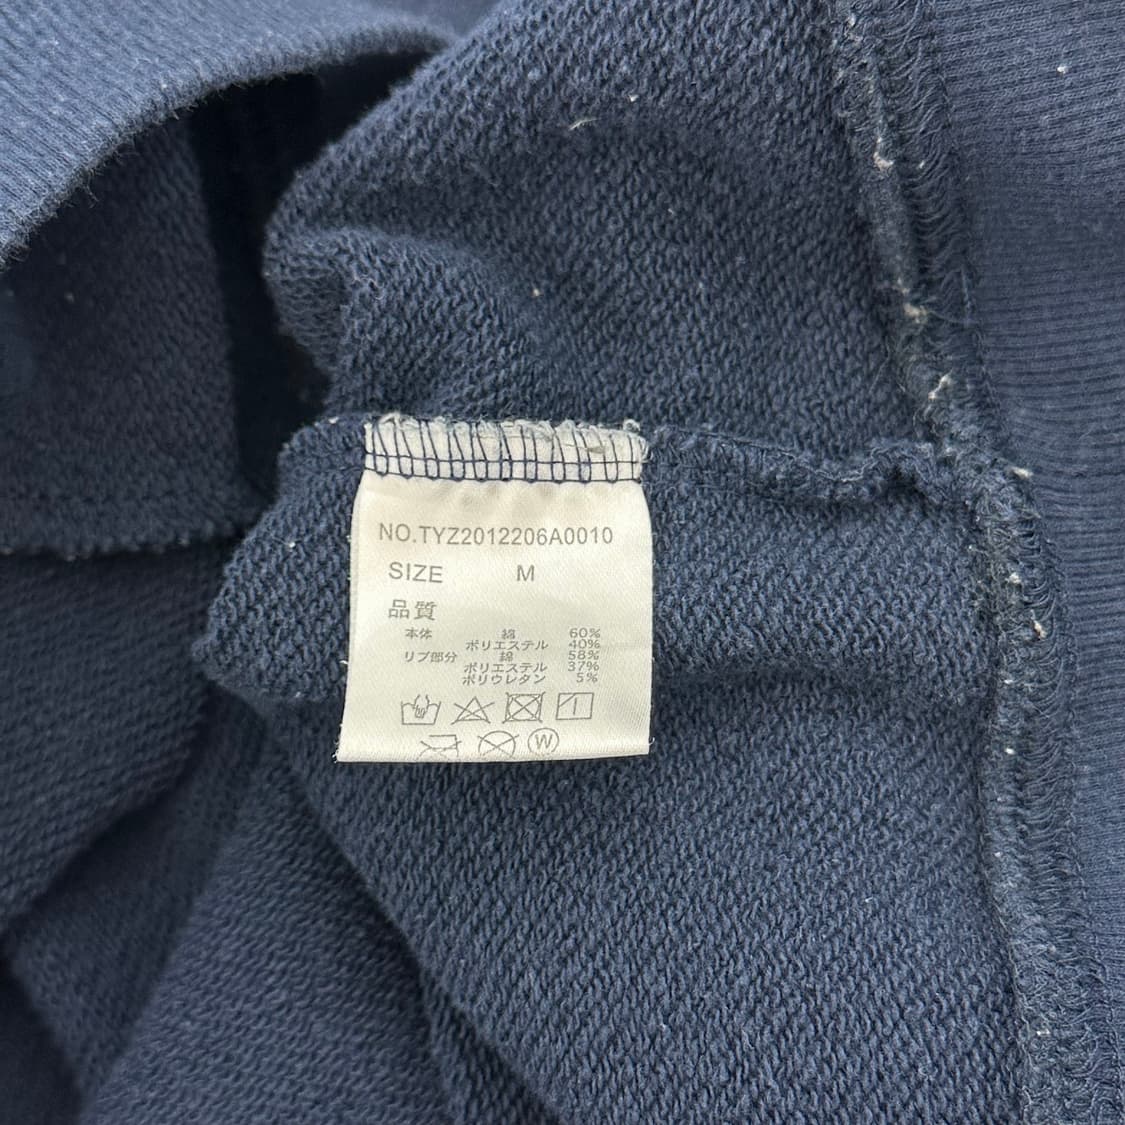 NO.TYZ2012206A0010
SIZE M
品質
本体 綿 60%
ポリエステル 40%
リブ部分 綿 58%
ポリエステル 37%
ポリウレタン 5%
W